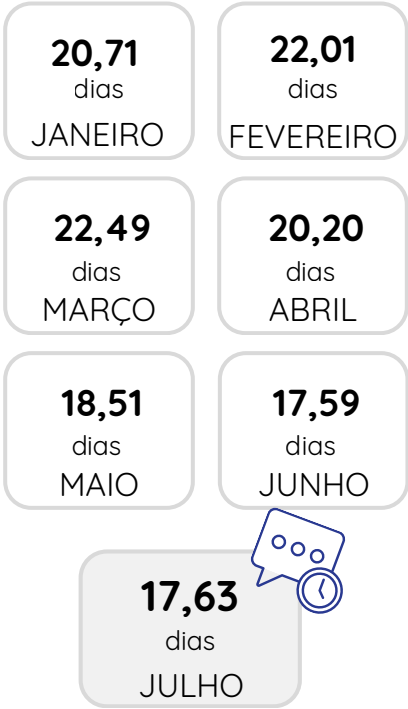 20,71
dias
JANEIRO
22,01
dias
FEVEREIRO
22,49
dias
MARÇO
20,20
dias
ABRIL
18,51
dias
MAIO
17,59
dias
JUNHO
17,63
dias
JULHO